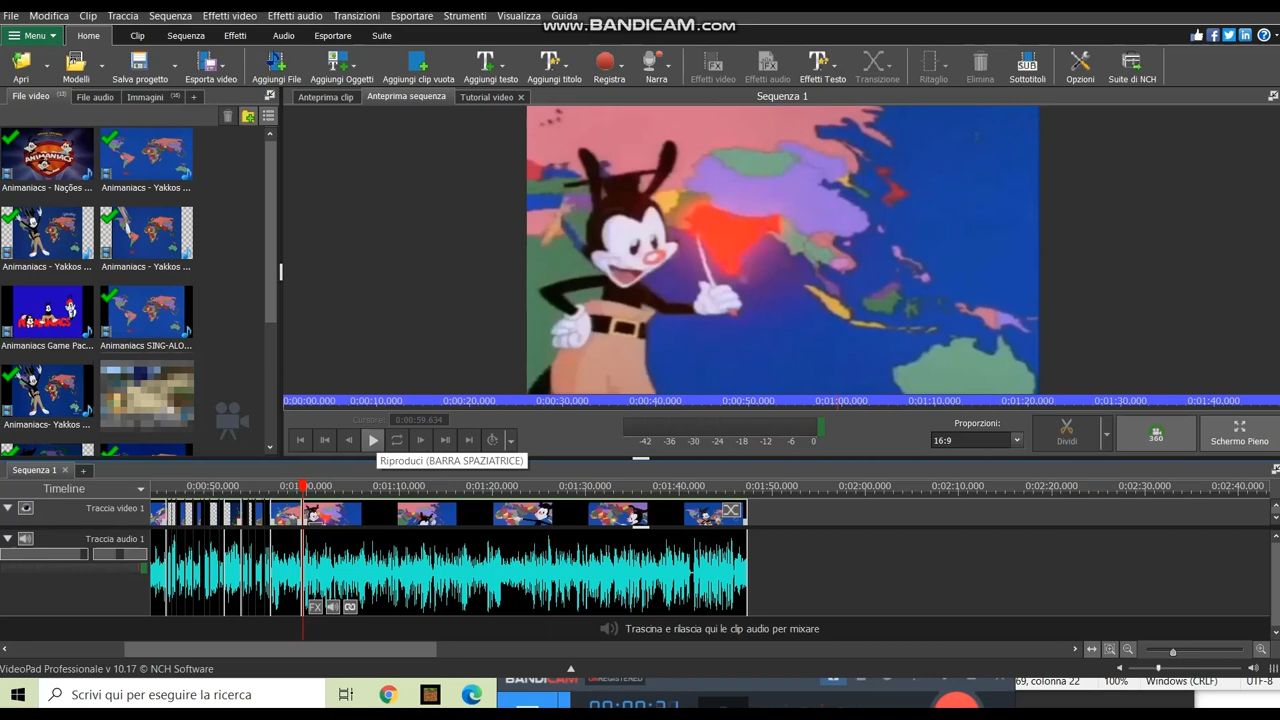 File Modifica Clip Traccia Sequenza Effetti video Effetti audio Transizioni Esportare Strumenti Visualizza Guida
www.BANDICAM.com
Menu Home Clip Sequenza Effetti Audio Esportare Suite
Apri Modelli Salva progetto Esporta video Aggiungi File Aggiungi Oggetti Aggiungi clip vuota Aggiungi testo Aggiungi titolo Registra Narra Effetti video Effetti audio Effetti Testo Transizione Ritaglio Elimina Sottotitoli Opzioni Suite di NCH
File video (13) File audio Immagini (16) + Anteprima clip Anteprima sequenza Tutorial video Sequenza 1
Animaniacs - Nações ... Animaniacs - Yakkos ...
Animaniacs - Yakkos ... Animaniacs - Yakkos ...
Animaniacs Game Pac... Animaniacs SING-ALO...
Animaniacs- Yakkos ...
0:00:00,000 0:00:10,000 0:00:20,000 0:00:30,000 0:00:40,000 0:00:50,000 0:01:00,000 0:01:10,000 0:01:20,000 0:01:30,000 0:01:40,000
Cursore: 0:00:59.634
-42 -36 -30 -24 -18 -12 -6 0
Proporzioni:
16:9
Dividi
360
Schermo Pieno
Riproduci (BARRA SPAZIATRICE)
Sequenza 1
Timeline 0:00:50,000 0:01:00,000 0:01:10,000 0:01:20,000 0:01:30,000 0:01:40,000 0:01:50,000 0:02:00,000 0:02:10,000 0:02:20,000 0:02:30,000 0:02:40,000
Traccia video 1
Traccia audio 1
FX
Trascina e rilascia qui le clip audio per mixare
VideoPad Professionale v 10.17 © NCH Software
Scrivi qui per eseguire la ricerca
BANDICAM
69, colonna 22 100% Windows (CRLF) UTF-8